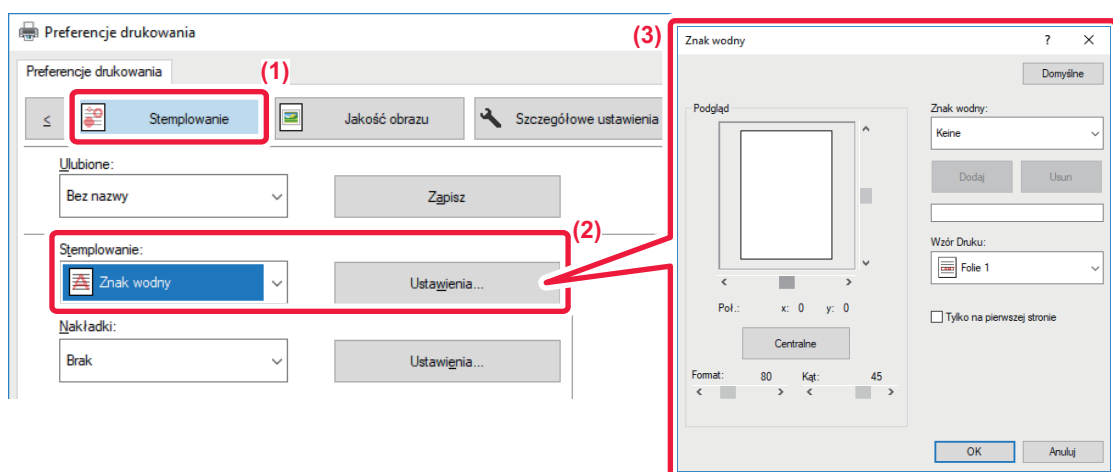 Preferencje drukowania
Preferencje drukowania
(1)
≤
Stemplowanie
Jakość obrazu
Szczegółowe ustawienia
Ulubione:
Bez nazwy
Zapisz
(2)
Stemplowanie:
Znak wodny
Ustawienia...
Nakładki:
Brak
Ustawienia...
(3)
Znak wodny
?
Domyślne
Podgląd
Znak wodny:
Keine
Dodaj
Usun
Wzór Druku:
Folie 1
Tylko na pierwszej stronie
Poł.:
x: 0
y: 0
Centralne
Format: 80
Kąt: 45
OK
Anuluj